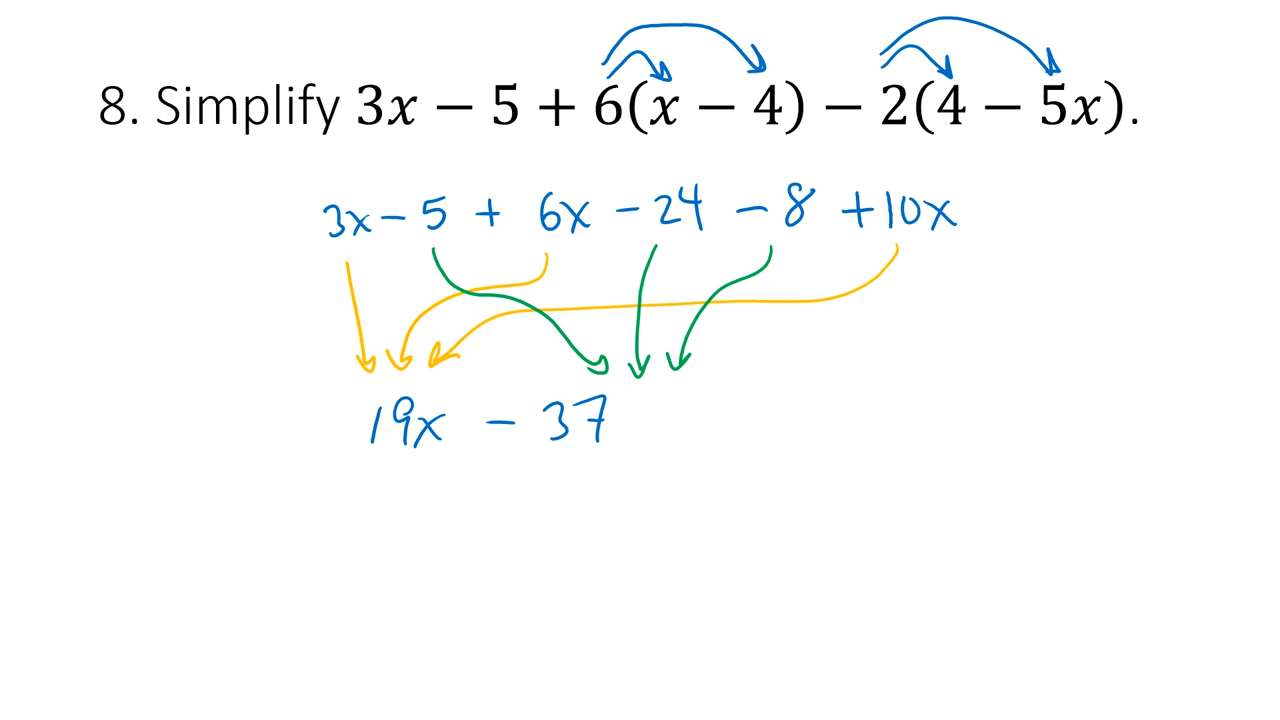 8. Simplify 3x − 5 + 6(x − 4) − 2(4 − 5x).
3x − 5 + 6x − 24 − 8 + 10x
19x − 37